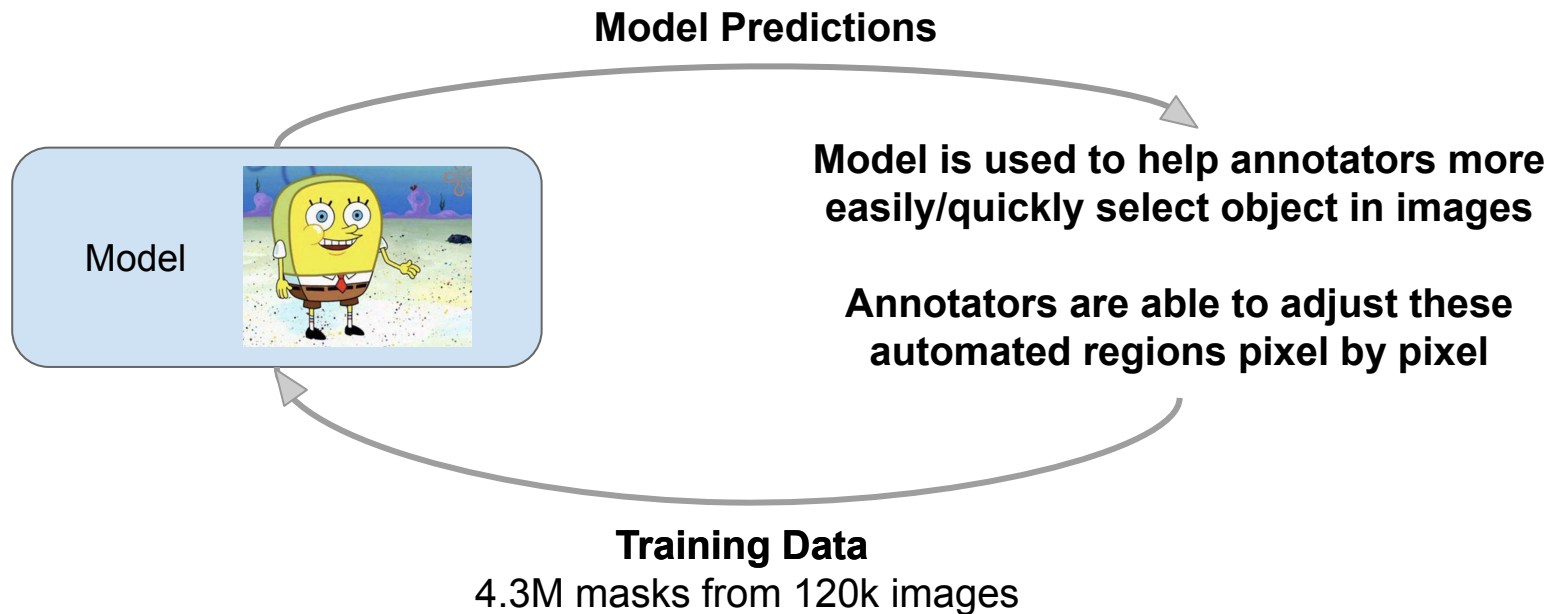 Model Predictions
Model
Model is used to help annotators more
easily/quickly select object in images
Annotators are able to adjust these
automated regions pixel by pixel
Training Data
4.3M masks from 120k images